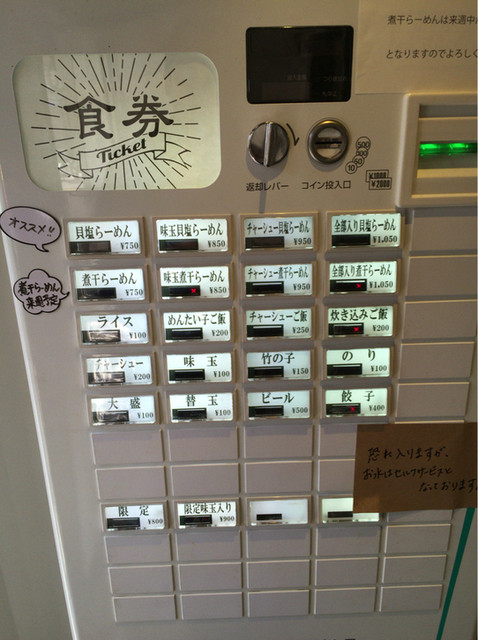 煮干らーめんは来週中
となりますのでよろしく
食券
Ticket
返却レバー
コイン投入口
500
100
50
10
オススメ!!
貝塩らーめん ¥750
味玉貝塩らーめん ¥850
チャーシュー貝塩らーめん ¥950
全部入り貝塩らーめん ¥1,050
煮干らーめん
煮干らーめん ¥750
味玉煮干らーめん ¥850
チャーシュー煮干らーめん ¥950
全部入り煮干らーめん ¥1,050
ライス ¥100
めんたい子ご飯 ¥200
チャーシューご飯 ¥250
炊き込みご飯 ¥200
チャーシュー ¥200
味玉 ¥100
竹の子 ¥150
のり ¥100
大盛 ¥100
替玉 ¥100
ビール ¥500
餃子 ¥400
恐れ入りますが、
お水はセルフサービスと
なっております
限定 ¥800
限定味玉入り ¥900